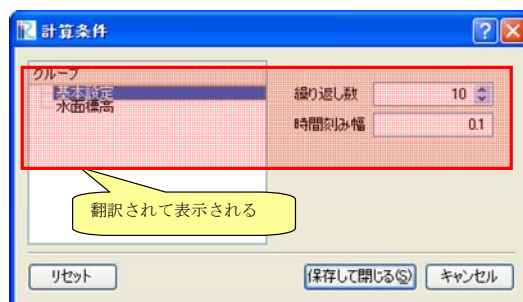 計算条件
グループ
基本設定
水面標高
繰り返し数 10
時間刻み幅 0.1
翻訳されて表示される
リセット 保存して閉じる(S) キャンセル